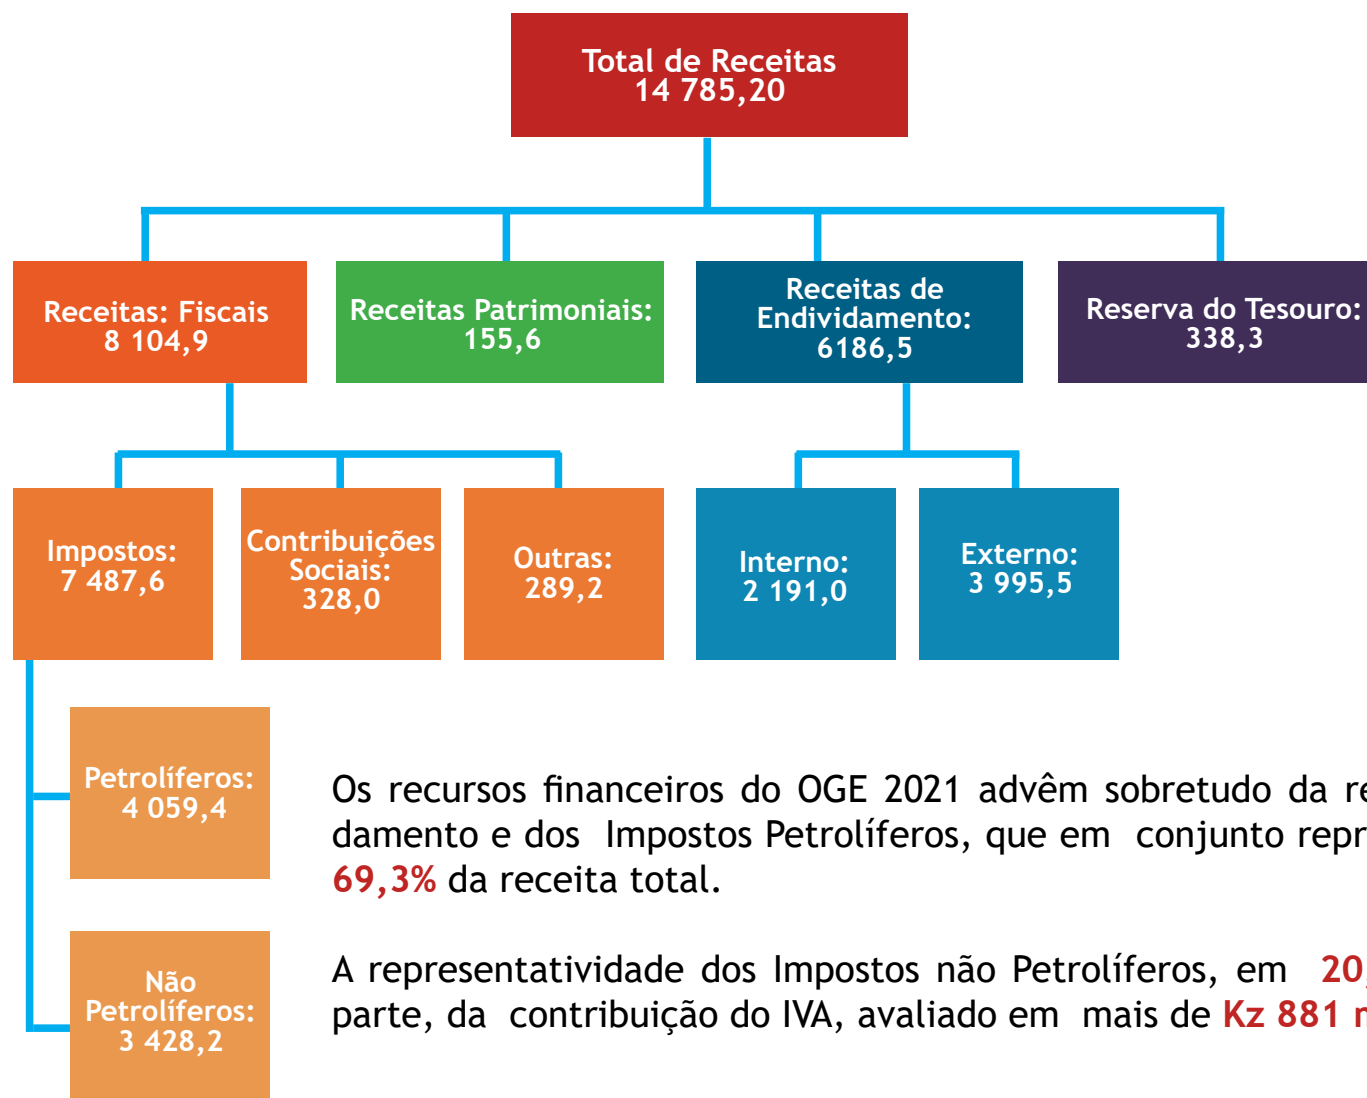 Total de Receitas
14 785,20
Receitas: Fiscais
8 104,9
Receitas Patrimoniais:
155,6
Receitas de
Endividamento:
6186,5
Reserva do Tesouro:
338,3
Impostos:
7 487,6
Contribuições
Sociais:
328,0
Outras:
289,2
Interno:
2 191,0
Externo:
3 995,5
Petrolíferos:
4 059,4
Não
Petrolíferos:
3 428,2
Os recursos financeiros do OGE 2021 advêm sobretudo da
damento e dos Impostos Petrolíferos, que em conjunto
69,3% da receita total.
A representatividade dos Impostos não Petrolíferos, em 20,
parte, da contribuição do IVA, avaliado em mais de Kz 881